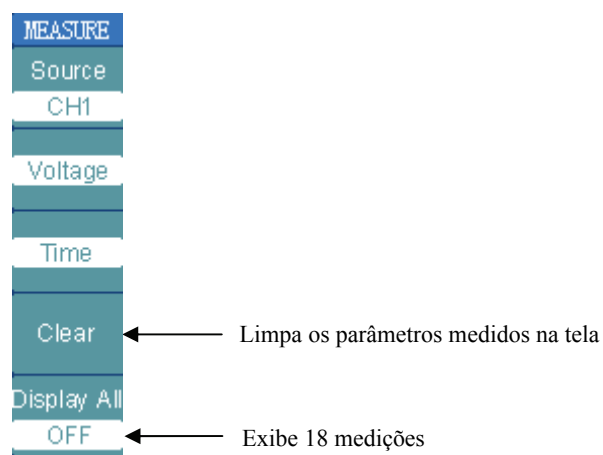 MEASURE
Source
CH1
Voltage
Time
Clear
Limpa os parâmetros medidos na tela
Display All
OFF
Exibe 18 medições